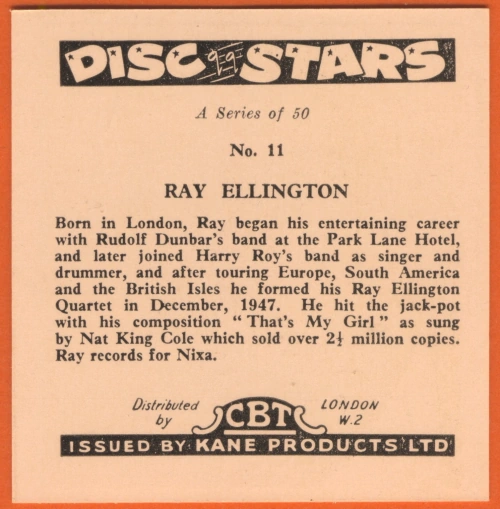 DISC STARS
A Series of 50
No. 11
RAY ELLINGTON
Born in London, Ray began his entertaining career
with Rudolf Dunbar's band at the Park Lane Hotel,
and later joined Harry Roy's band as singer and
drummer, and after touring Europe, South America
and the British Isles he formed his Ray Ellington
Quartet in December, 1947. He hit the jack-pot
with his composition "That's My Girl" as sung
by Nat King Cole which sold over 2½ million copies.
Ray records for Nixa.
Distributed by
CBT
LONDON W.2
ISSUED BY KANE PRODUCTS LTD